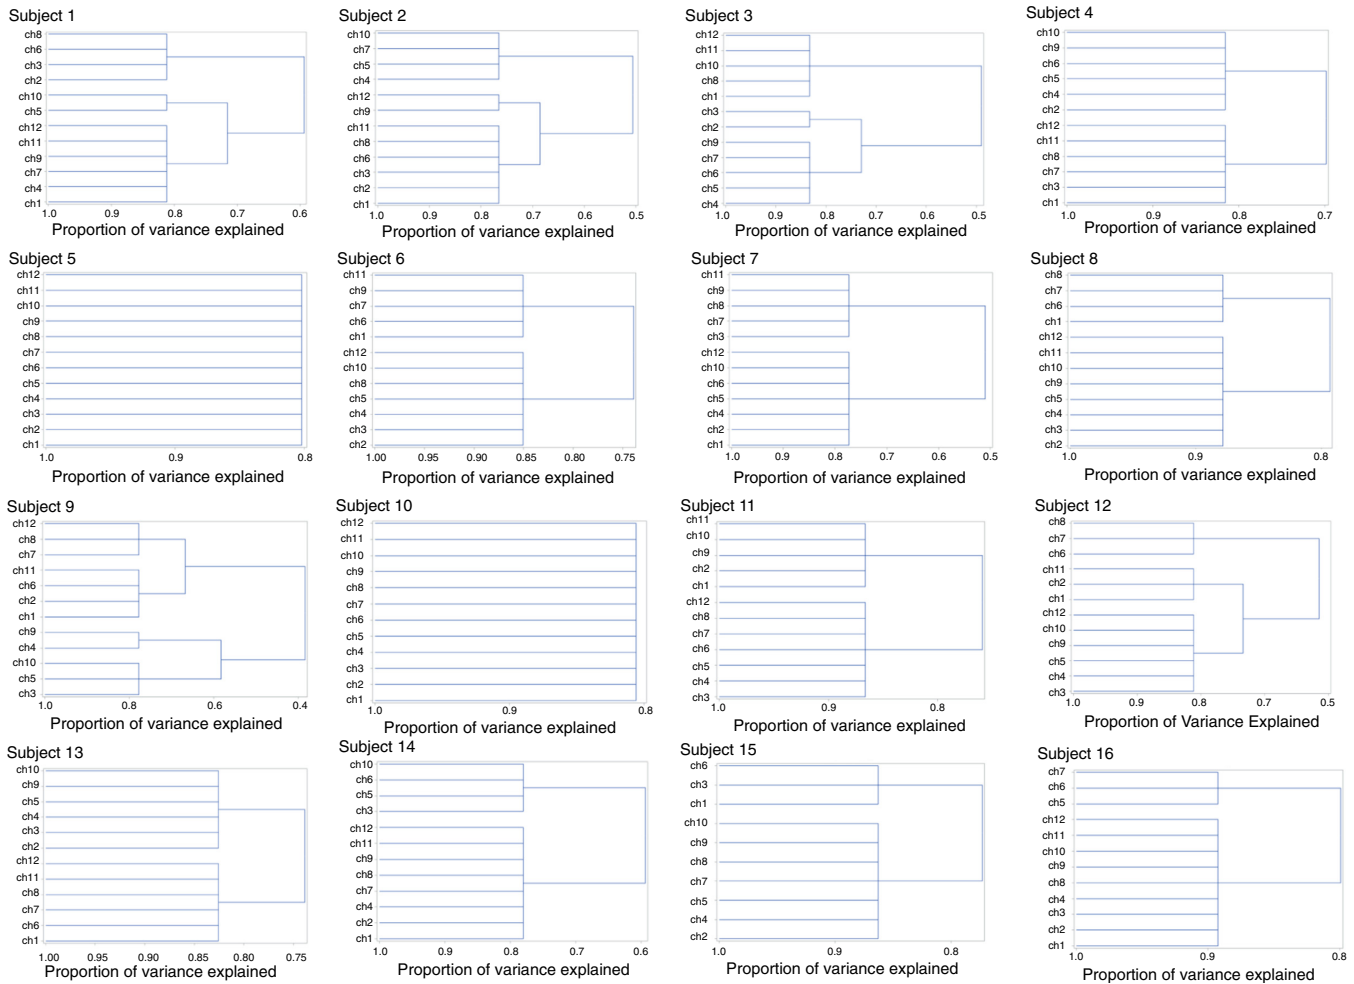 Subject 1
ch8
ch6
ch3
ch2
ch10
ch5
ch12
ch11
ch9
ch7
ch4
ch1
1.0 0.9 0.8 0.7 0.6
Proportion of variance explained
Subject 2
ch10
ch7
ch5
ch4
ch12
ch9
ch11
ch8
ch6
ch3
ch2
ch1
1.0 0.9 0.8 0.7 0.6 0.5
Proportion of variance explained
Subject 3
ch12
ch11
ch10
ch8
ch1
ch3
ch2
ch9
ch7
ch6
ch5
ch4
1.0 0.9 0.8 0.7 0.6 0.5
Proportion of variance explained
Subject 4
ch10
ch9
ch6
ch5
ch4
ch2
ch12
ch11
ch8
ch7
ch3
ch1
1.0 0.9 0.8 0.7
Proportion of variance explained
Subject 5
ch12
ch11
ch10
ch9
ch8
ch7
ch6
ch5
ch4
ch3
ch2
ch1
1.0 0.9 0.8
Proportion of variance explained
Subject 6
ch11
ch9
ch7
ch6
ch1
ch12
ch10
ch8
ch5
ch4
ch3
ch2
1.00 0.95 0.90 0.85 0.80 0.75
Proportion of variance explained
Subject 7
ch11
ch9
ch8
ch7
ch3
ch12
ch10
ch6
ch5
ch4
ch2
ch1
1.0 0.9 0.8 0.7 0.6 0.5
Proportion of variance explained
Subject 8
ch8
ch7
ch6
ch1
ch12
ch11
ch10
ch9
ch5
ch4
ch3
ch2
1.0 0.9 0.8
Proportion of variance explained
Subject 9
ch12
ch8
ch7
ch11
ch6
ch2
ch1
ch9
ch4
ch10
ch5
ch3
1.0 0.8 0.6 0.4
Proportion of variance explained
Subject 10
ch12
ch11
ch10
ch9
ch8
ch7
ch6
ch5
ch4
ch3
ch2
ch1
1.0 0.9 0.8
Proportion of variance explained
Subject 11
ch11
ch10
ch9
ch2
ch1
ch12
ch8
ch7
ch6
ch5
ch4
ch3
1.0 0.9 0.8
Proportion of variance explained
Subject 12
ch8
ch7
ch6
ch11
ch2
ch1
ch12
ch10
ch9
ch5
ch4
ch3
1.0 0.9 0.8 0.7 0.5
Proportion of Variance Explained
Subject 13
ch10
ch9
ch5
ch4
ch3
ch2
ch12
ch11
ch8
ch7
ch6
ch1
1.00 0.95 0.90 0.85 0.80 0.75
Proportion of variance explained
Subject 14
ch10
ch6
ch5
ch3
ch12
ch11
ch9
ch8
ch7
ch4
ch2
ch1
1.0 0.9 0.8 0.7 0.6
Proportion of variance explained
Subject 15
ch6
ch3
ch1
ch10
ch9
ch8
ch7
ch5
ch4
ch2
1.0 0.9 0.8
Proportion of variance explained
Subject 16
ch7
ch6
ch5
ch12
ch11
ch10
ch9
ch8
ch4
ch3
ch2
ch1
1.0 0.9 0.8
Proportion of variance explained